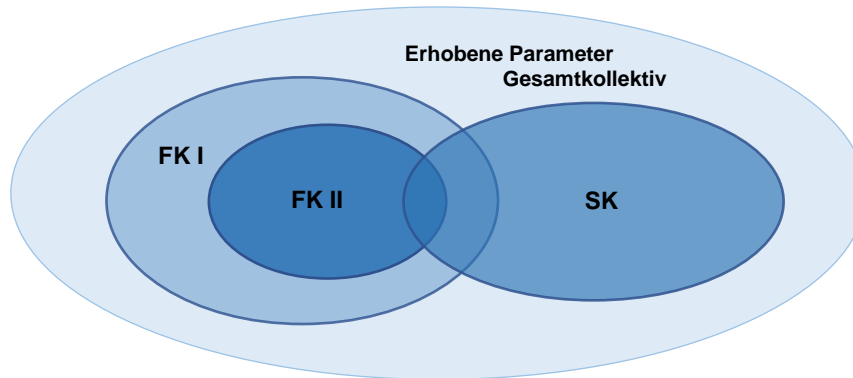 Erhobene Parameter
Gesamtkollektiv
FK I
FK II
SK